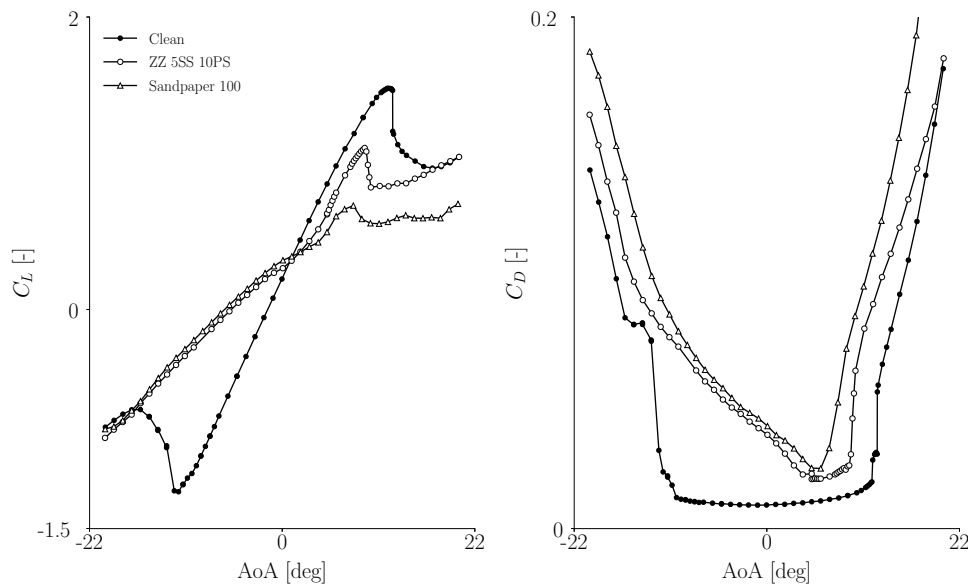 2
Clean
ZZ 5SS 10PS
Sandpaper 100
C_L [-]
0
-1.5
-22
0
22
AoA [deg]
0.2
C_D [-]
0
-22
0
22
AoA [deg]